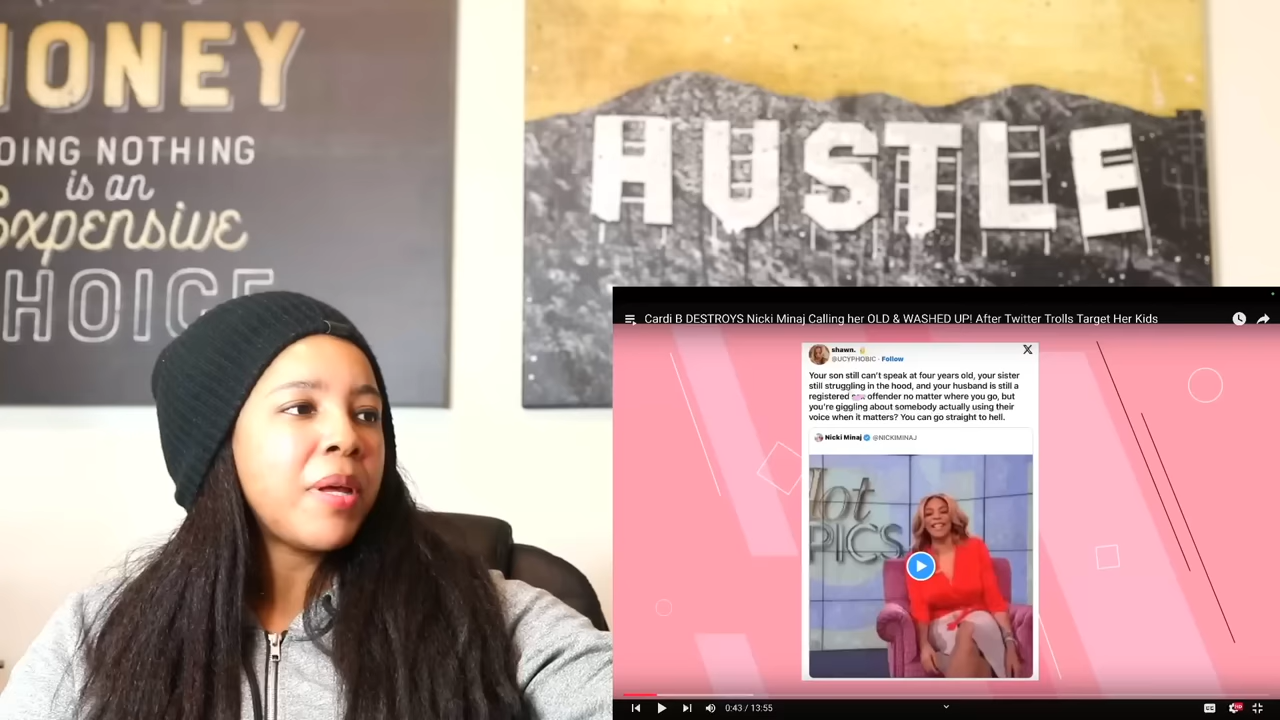 MONEY
DOING NOTHING
is an
Expensive
CHOICE
HUSTLE
Cardi B DESTROYS Nicki Minaj Calling her OLD & WASHED UP! After Twitter Trolls Target Her Kids
shawn.
@UCYPHOBIC · Follow
Your son still can't speak at four years old, your sister
still struggling in the hood, and your husband is still a
registered offender no matter where you go, but
you're giggling about somebody actually using their
voice when it matters? You can go straight to hell.
Nicki Minaj @NICKIMINAJ
Hot
PICS
0:43 / 13:55
CC
HD